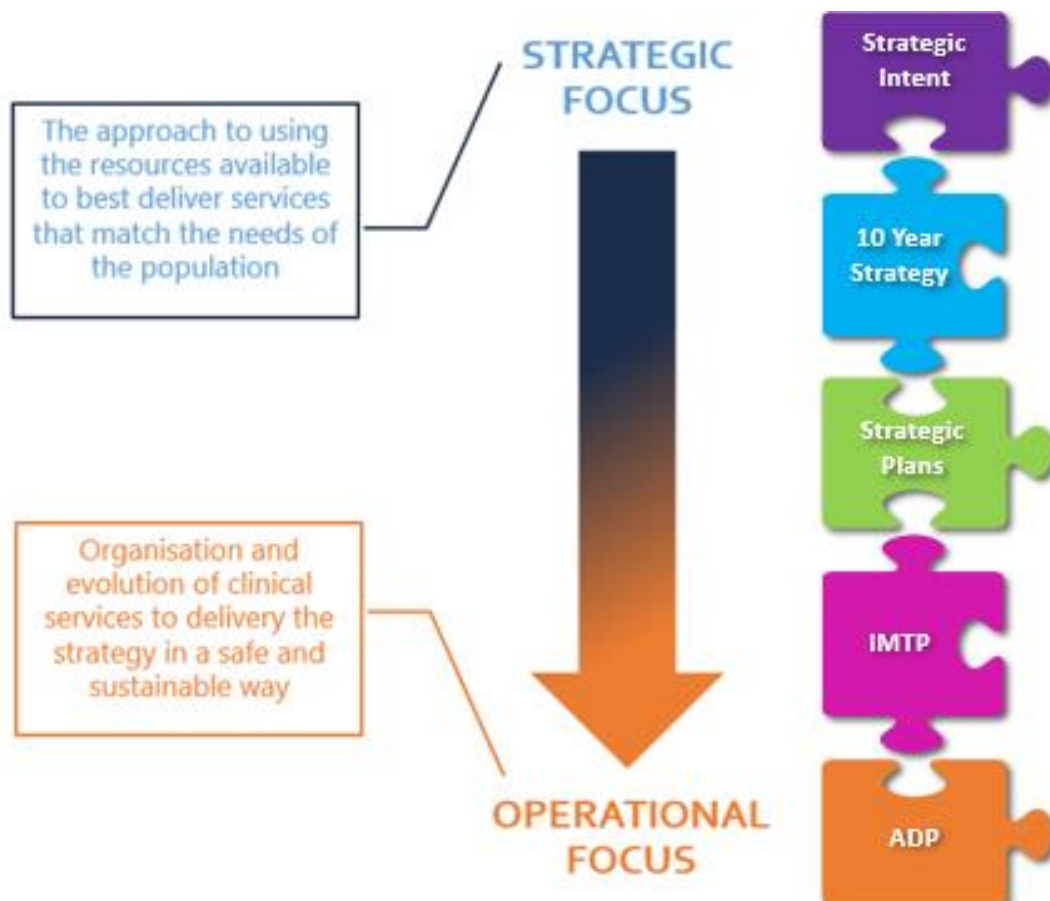 STRATEGIC
FOCUS
The approach to using
the resources available
to best deliver services
that match the needs of
the population
Organisation and
evolution of clinical
services to delivery the
strategy in a safe and
sustainable way
OPERATIONAL
FOCUS
Strategic
Intent
10 Year
Strategy
Strategic
Plans
IMTP
ADP